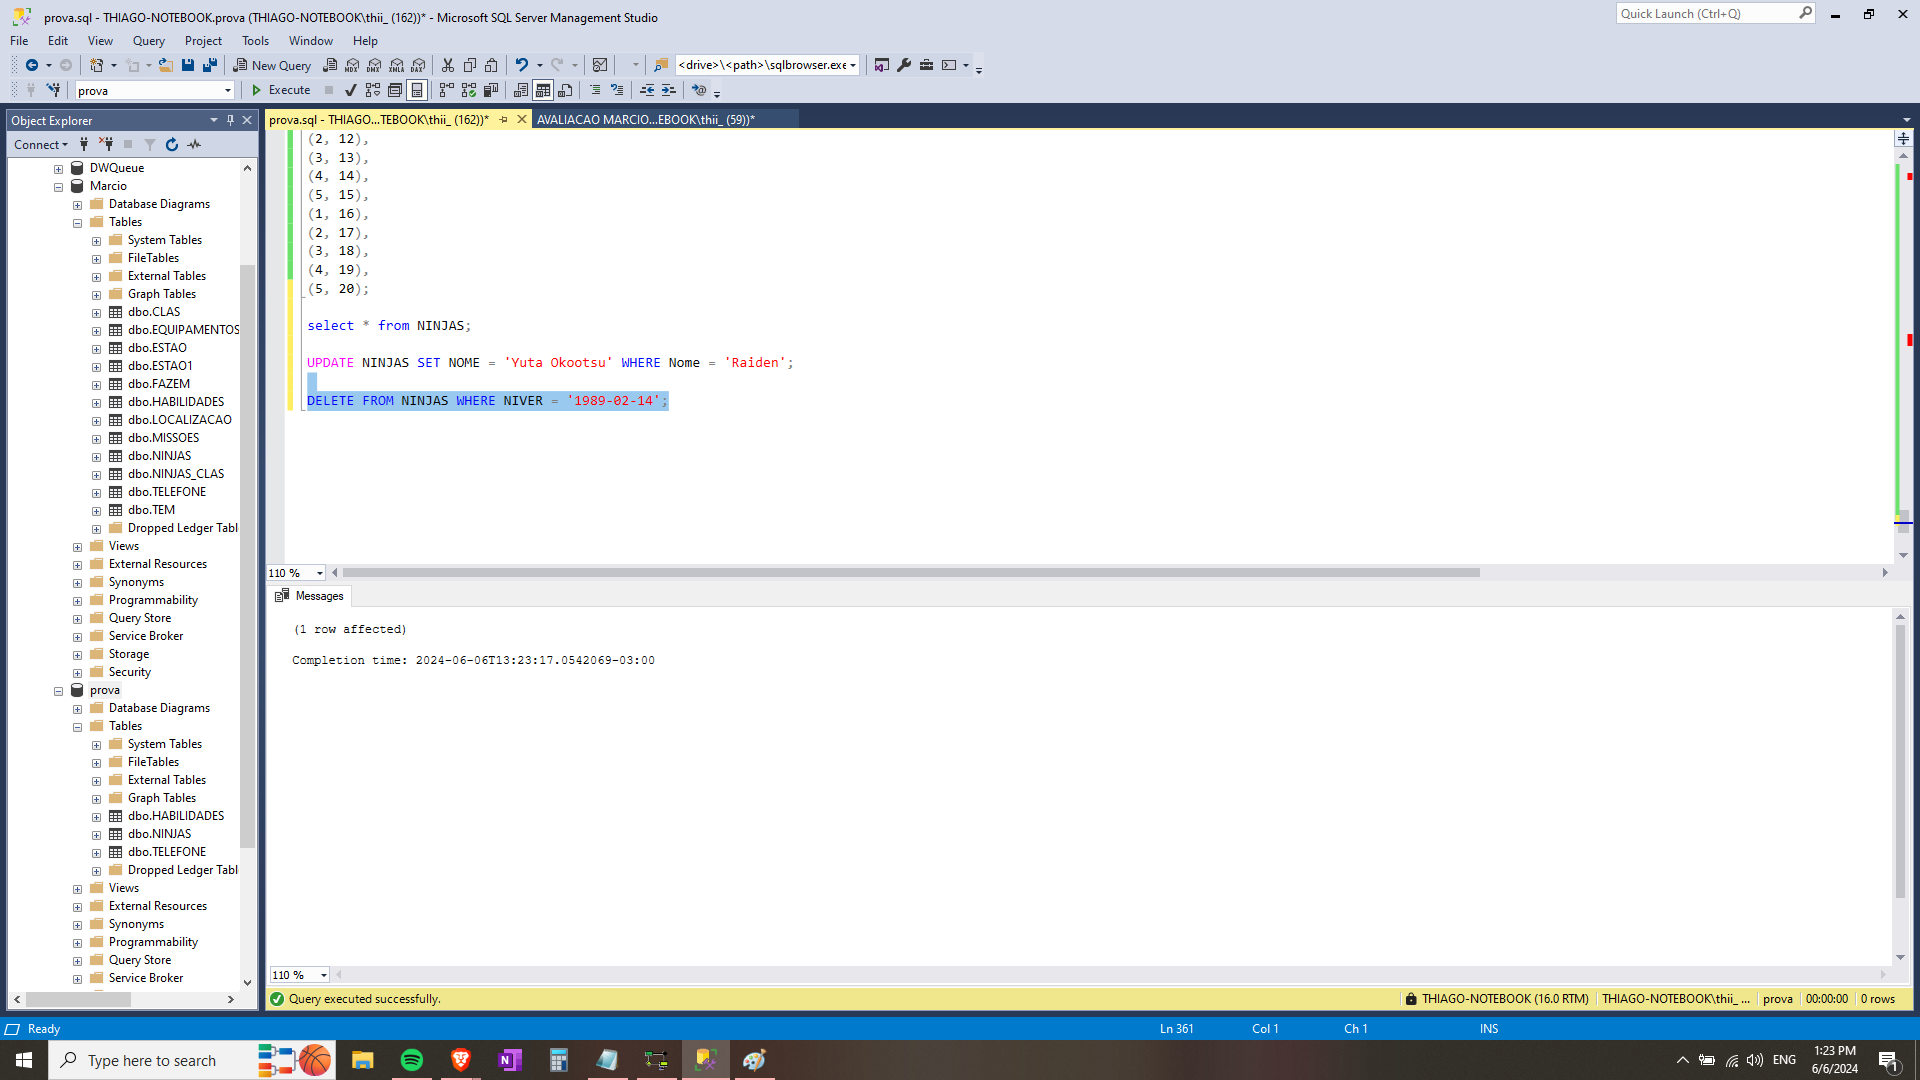 prova.sql - THIAGO-NOTEBOOK.prova (THIAGO-NOTEBOOK\thii_ (162))* - Microsoft SQL Server Management Studio
Quick Launch (Ctrl+Q)
File Edit View Query Project Tools Window Help
New Query
MDX DMX XMLA DAX
<drive>\<path>\sqlbrowser.exe
prova
Execute
Object Explorer
prova.sql - THIAGO...TEBOOK\thii_ (162))*
AVALIACAO MARCIO...EBOOK\thii_ (59))*
Connect
DWQueue
Marcio
Database Diagrams
Tables
System Tables
FileTables
External Tables
Graph Tables
dbo.CLAS
dbo.EQUIPAMENTOS
dbo.ESTAO
dbo.ESTAO1
dbo.FAZEM
dbo.HABILIDADES
dbo.LOCALIZACAO
dbo.MISSOES
dbo.NINJAS
dbo.NINJAS_CLAS
dbo.TELEFONE
dbo.TEM
Dropped Ledger Tabl
Views
External Resources
Synonyms
Programmability
Query Store
Service Broker
Storage
Security
prova
Database Diagrams
Tables
System Tables
FileTables
External Tables
Graph Tables
dbo.HABILIDADES
dbo.NINJAS
dbo.TELEFONE
Dropped Ledger Tabl
Views
External Resources
Synonyms
Programmability
Query Store
Service Broker
(2, 12),
(3, 13),
(4, 14),
(5, 15),
(1, 16),
(2, 17),
(3, 18),
(4, 19),
(5, 20);
select * from NINJAS;
UPDATE NINJAS SET NOME = 'Yuta Okootsu' WHERE Nome = 'Raiden';
DELETE FROM NINJAS WHERE NIVER = '1989-02-14';
110 %
Messages
(1 row affected)
Completion time: 2024-06-06T13:23:17.0542069-03:00
110 %
Query executed successfully.
THIAGO-NOTEBOOK (16.0 RTM)
THIAGO-NOTEBOOK\thii_ ...
prova
00:00:00
0 rows
Ready
Ln 361
Col 1
Ch 1
INS
Type here to search
ENG
1:23 PM
6/6/2024
1